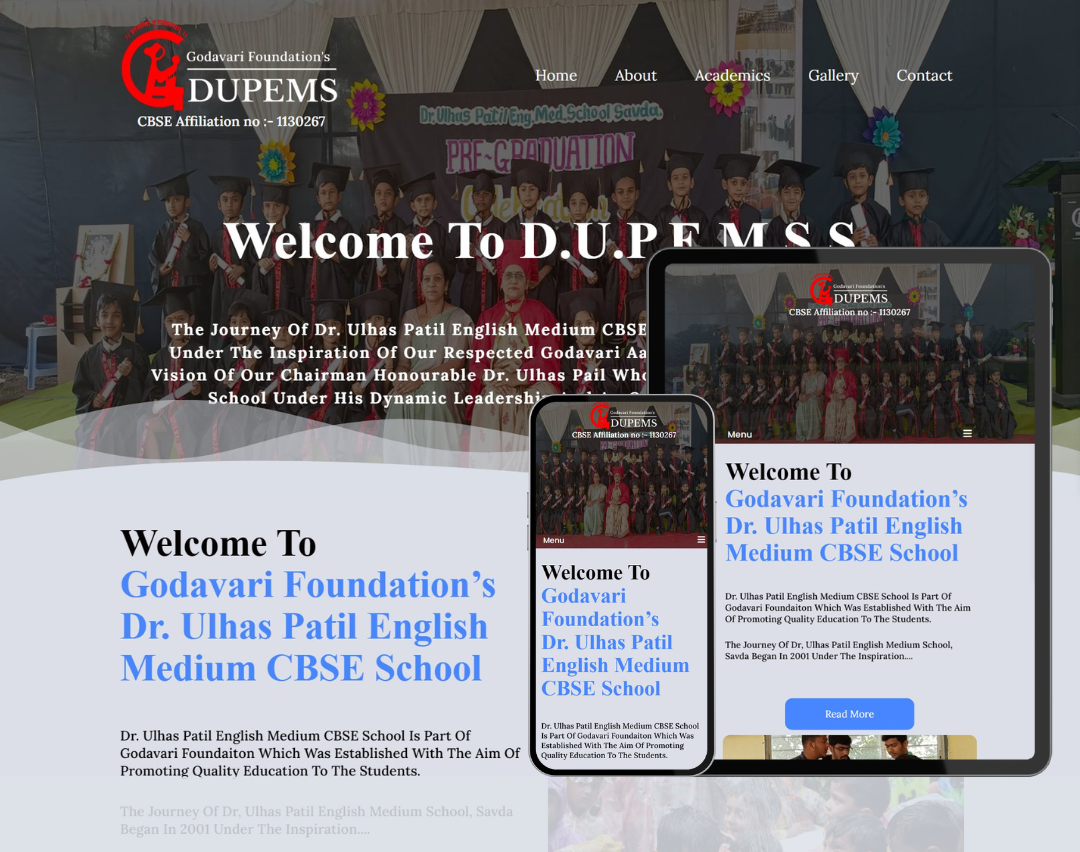 Godavari Foundation's
DUPEMS
CBSE Affiliation no :- 1130267
Home About Academics Gallery Contact
Dr.Ulhas Patil Eng. Med. School Savda.
PRE-GRADUATION
Celebration
Welcome To D.U.P.E.M.S.S
The Journey Of Dr. Ulhas Patil English Medium CBSE
Under The Inspiration Of Our Respected Godavari Aa
Vision Of Our Chairman Honourable Dr. Ulhas Pail Who
School Under His Dynamic Leadership
Welcome To
Godavari Foundation’s
Dr. Ulhas Patil English
Medium CBSE School
Dr. Ulhas Patil English Medium CBSE School Is Part Of
Godavari Foundaiton Which Was Established With The Aim Of
Promoting Quality Education To The Students.
The Journey Of Dr, Ulhas Patil English Medium School, Savda
Began In 2001 Under The Inspiration....
Godavari Foundation's
DUPEMS
CBSE Affiliation no :- 1130267
Menu
Welcome To
Godavari
Foundation’s
Dr. Ulhas Patil
English Medium
CBSE School
Dr. Ulhas Patil English Medium CBSE School
Is Part Of Godavari Foundaiton Which Was
Established With The Aim Of Promoting
Quality Education To The Students.
Godavari Foundation's
DUPEMS
CBSE Affiliation no :- 1130267
Menu
Welcome To
Godavari Foundation’s
Dr. Ulhas Patil English
Medium CBSE School
Dr. Ulhas Patil English Medium CBSE School Is Part Of
Godavari Foundaiton Which Was Established With The Aim
Of Promoting Quality Education To The Students.
The Journey Of Dr, Ulhas Patil English Medium School,
Savda Began In 2001 Under The Inspiration....
Read More